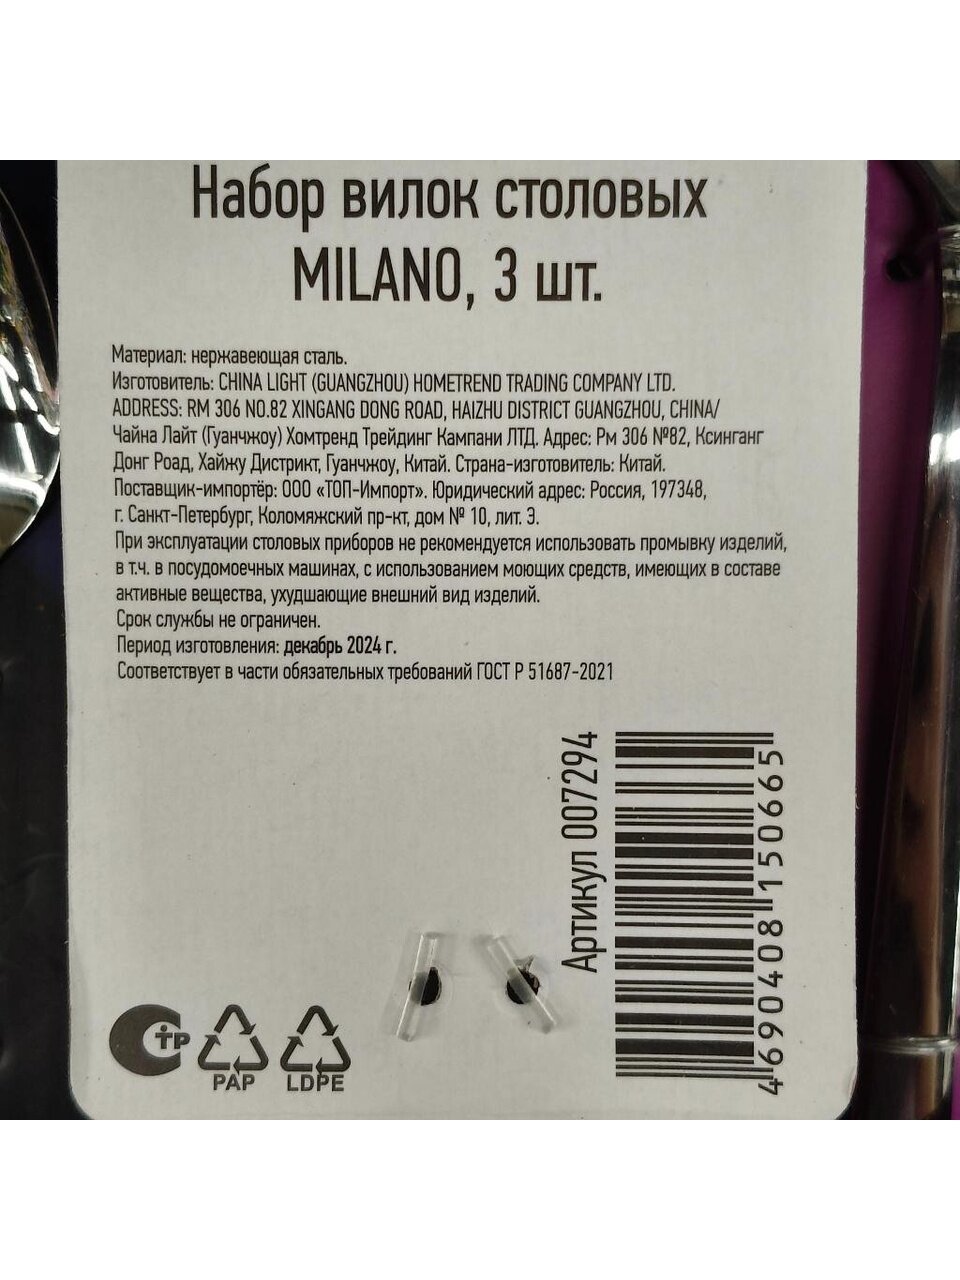 Набор вилок столовых
MILANO, 3 шт.
Материал: нержавеющая сталь.
Изготовитель: CHINA LIGHT (GUANGZHOU) HOMETREND TRADING COMPANY LTD.
ADDRESS: RM 306 NO.82 XINGANG DONG ROAD, HAIZHU DISTRICT GUANGZHOU, CHINA/
Чайна Лайт (Гуанчжоу) Хомтренд Трейдинг Кампани ЛТД. Адрес: Рм 306 №82, Ксинганг
Донг Роад, Хайжу Дистрикт, Гуанчжоу, Китай. Страна-изготовитель: Китай.
Поставщик-импортёр: ООО «ТОП-Импорт». Юридический адрес: Россия, 197348,
г. Санкт-Петербург, Коломяжский пр-кт, дом № 10, лит. Э.
При эксплуатации столовых приборов не рекомендуется использовать промывку изделий,
в т.ч. в посудомоечных машинах, с использованием моющих средств, имеющих в составе
активные вещества, ухудшающие внешний вид изделий.
Срок службы не ограничен.
Период изготовления: декабрь 2024 г.
Соответствует в части обязательных требований ГОСТ Р 51687-2021
Артикул 007294
4690408150665
СТР
PAP
LDPE